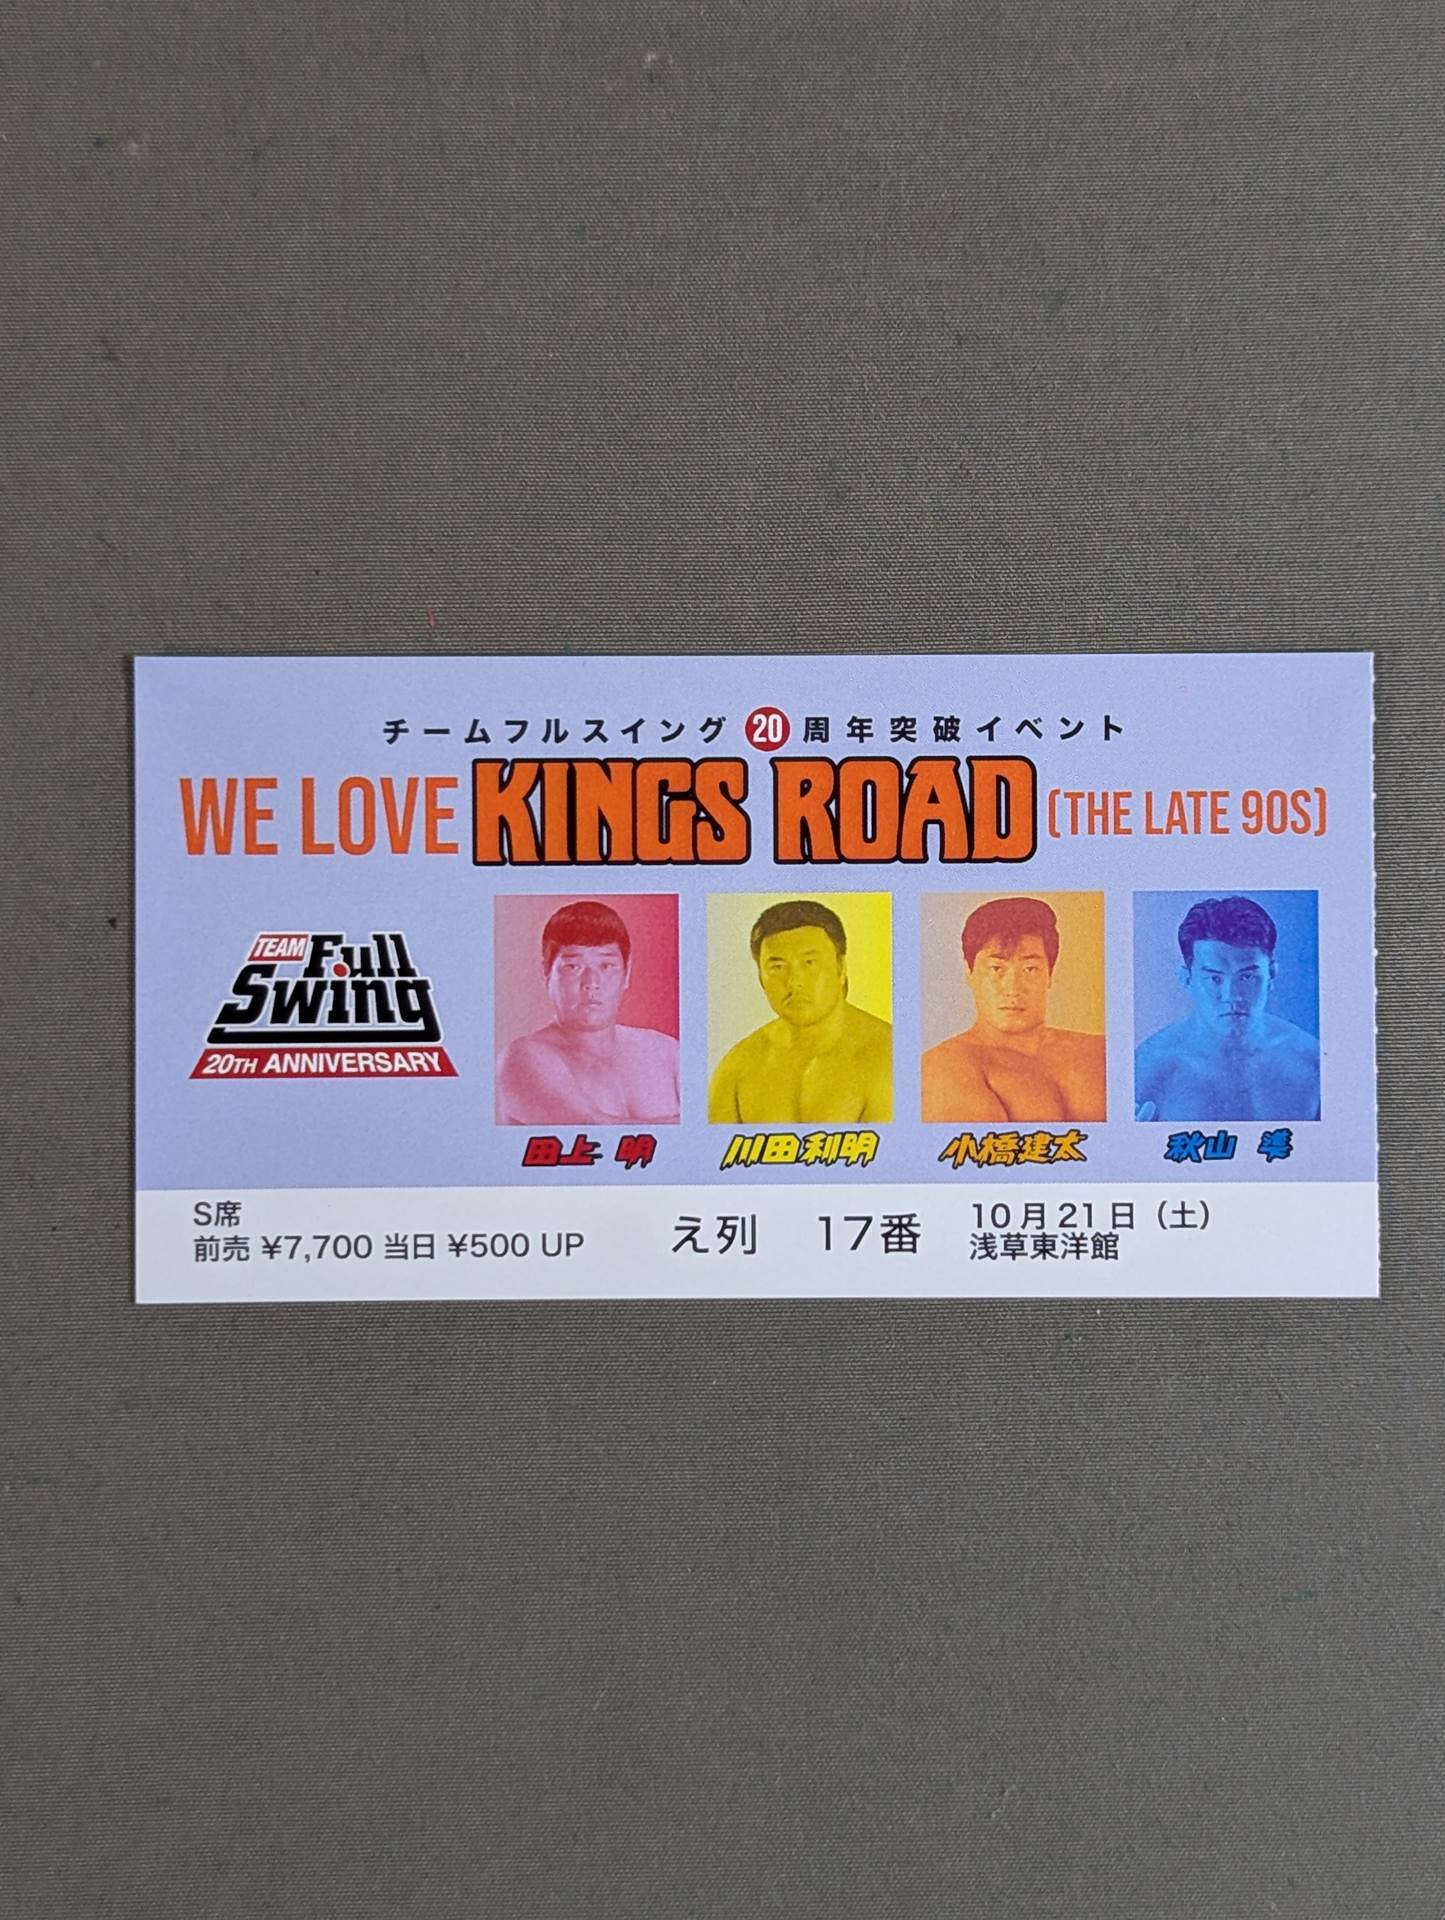 チームフルスイング 20 周年突破イベント
WE LOVE KINGS ROAD (THE LATE 90S)
TEAM Full
Swing
20TH ANNIVERSARY
田上 明 川田利明 小橋建太 秋山 準
S席
前売 ¥7,700 当日 ¥500 UP
え列 17番
10月21日（土）
浅草東洋館